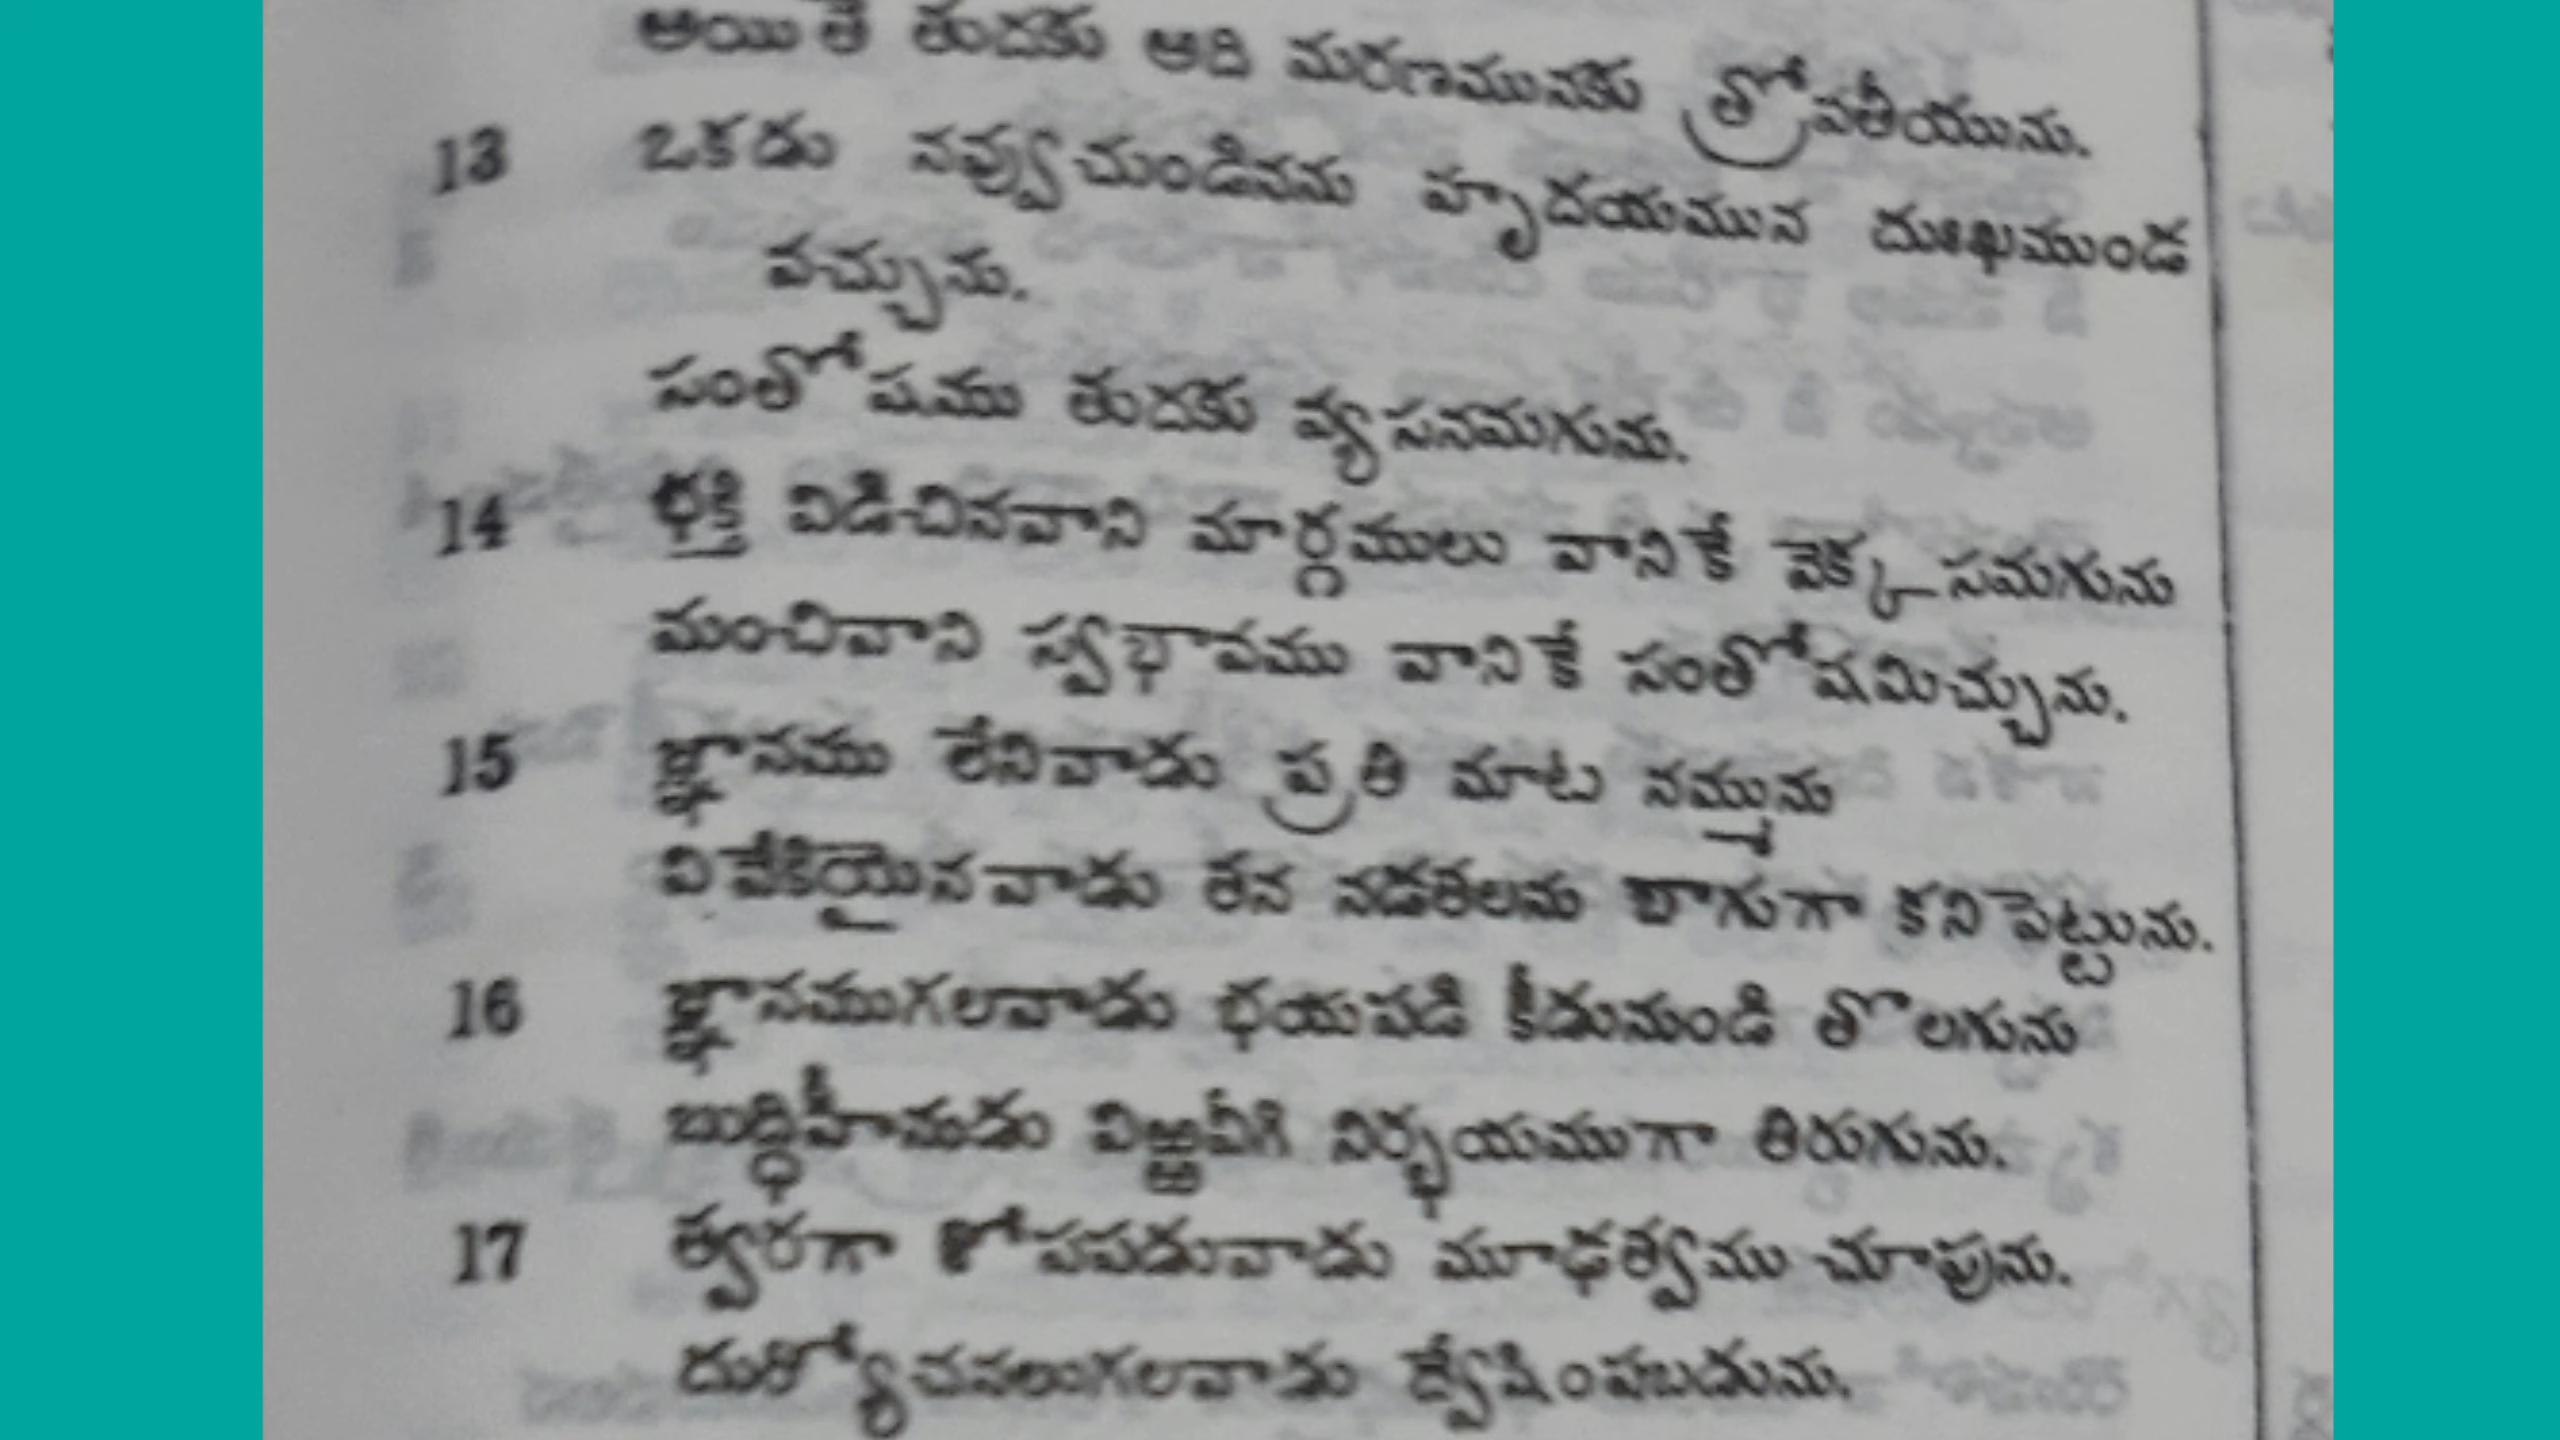 అయితే తుదకు అది మరణమునకు త్రోవతీయును.
13 ఒకడు నవ్వుచుండినను హృదయమున దుఃఖముండ
వచ్చును.
సంతోషము తుదకు వ్యసనమగును.
14 భక్తి విడిచినవాని మార్గములు వానికే వెక్కసమగును
మంచివాని స్వభావము వానికే సంతోషమిచ్చును.
15 జ్ఞానము లేనివాడు ప్రతి మాట నమ్మును
వివేకియైనవాడు తన నడతలను బాగుగా కనిపెట్టును.
16 జ్ఞానముగలవాడు భయపడి కీడునుండి తొలగును
బుద్ధిహీనుడు విఱ్ఱవీగి నిర్భయముగా తిరుగును.
17 త్వరగా కోపపడువాడు మూఢత్వము చూపును.
దుర్యోచనలుగలవాడు ద్వేషింపబడును.